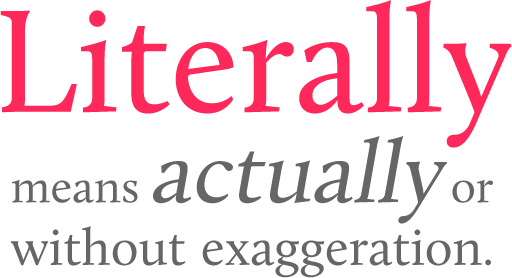 Literally
means actually or
without exaggeration.